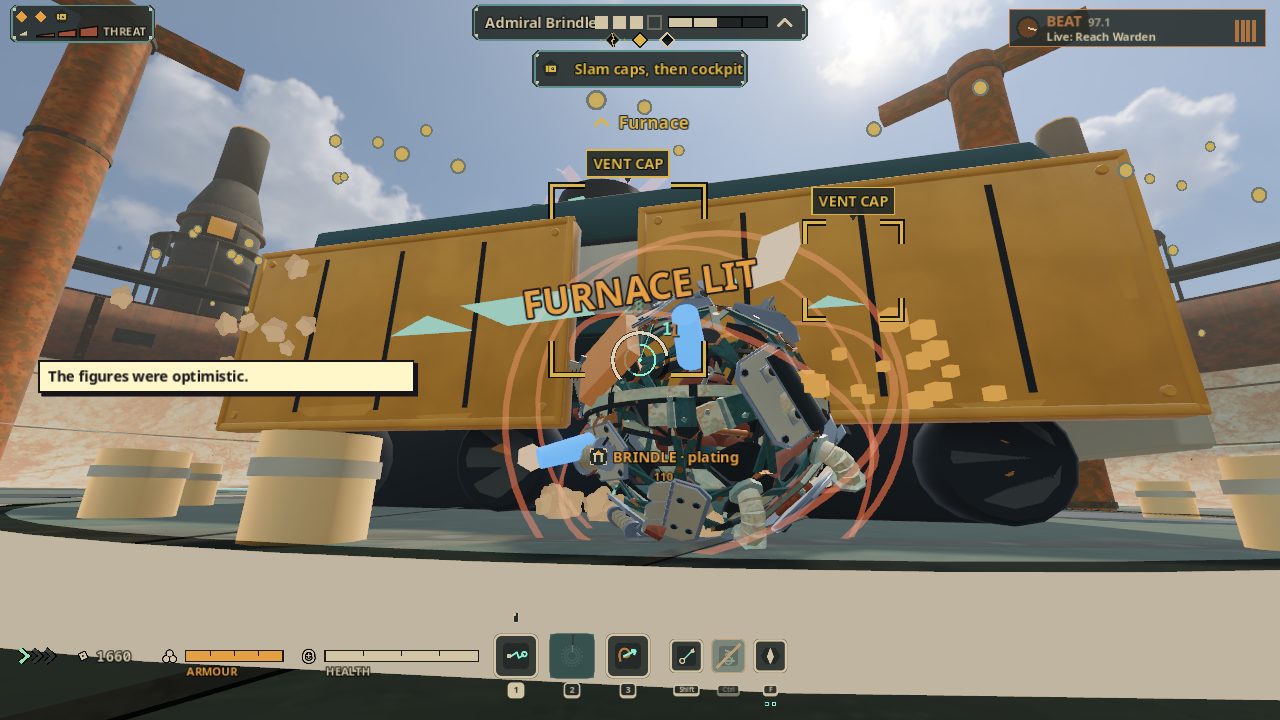 THREAT
Admiral Brindle
BEAT 97.1
Live: Reach Warden
Slam caps, then cockpit
Furnace
VENT CAP
VENT CAP
FURNACE LIT
The figures were optimistic.
BRINDLE · plating
110
1660
ARMOUR
HEALTH
1
2
3
Shift
Ctrl
F